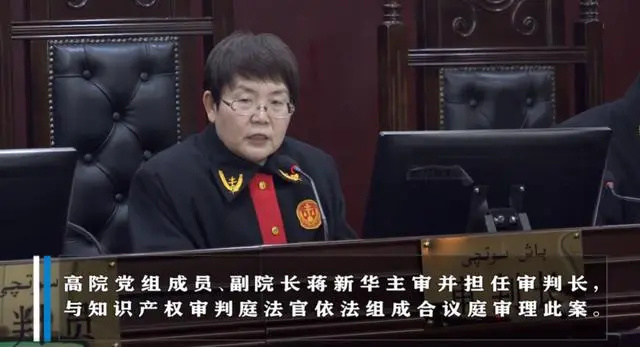 باش سوتچى
高院党组成员、副院长蒋新华主审并担任审判长，
与知识产权审判庭法官依法组成合议庭审理此案。